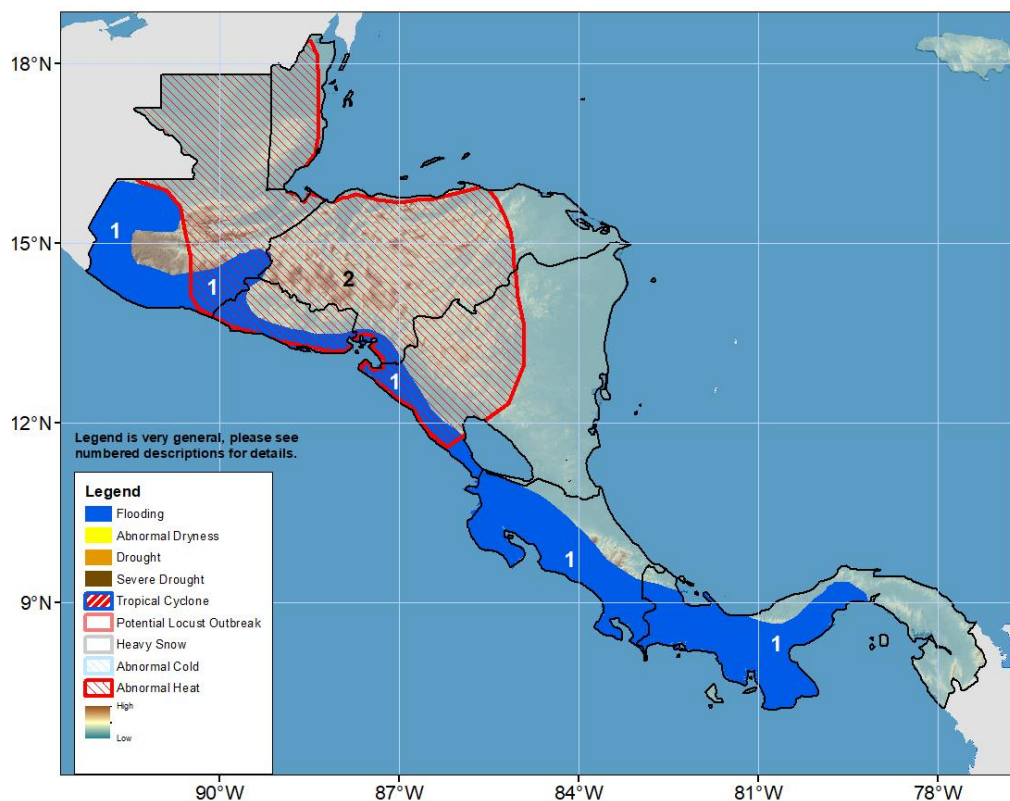 18°N
15°N
12°N
9°N
1
1
2
1
1
1
Legend is very general, please see
numbered descriptions for details.
Legend
Flooding
Abnormal Dryness
Drought
Severe Drought
Tropical Cyclone
Potential Locust Outbreak
Heavy Snow
Abnormal Cold
Abnormal Heat
High
Low
90°W 87°W 84°W 81°W 78°W